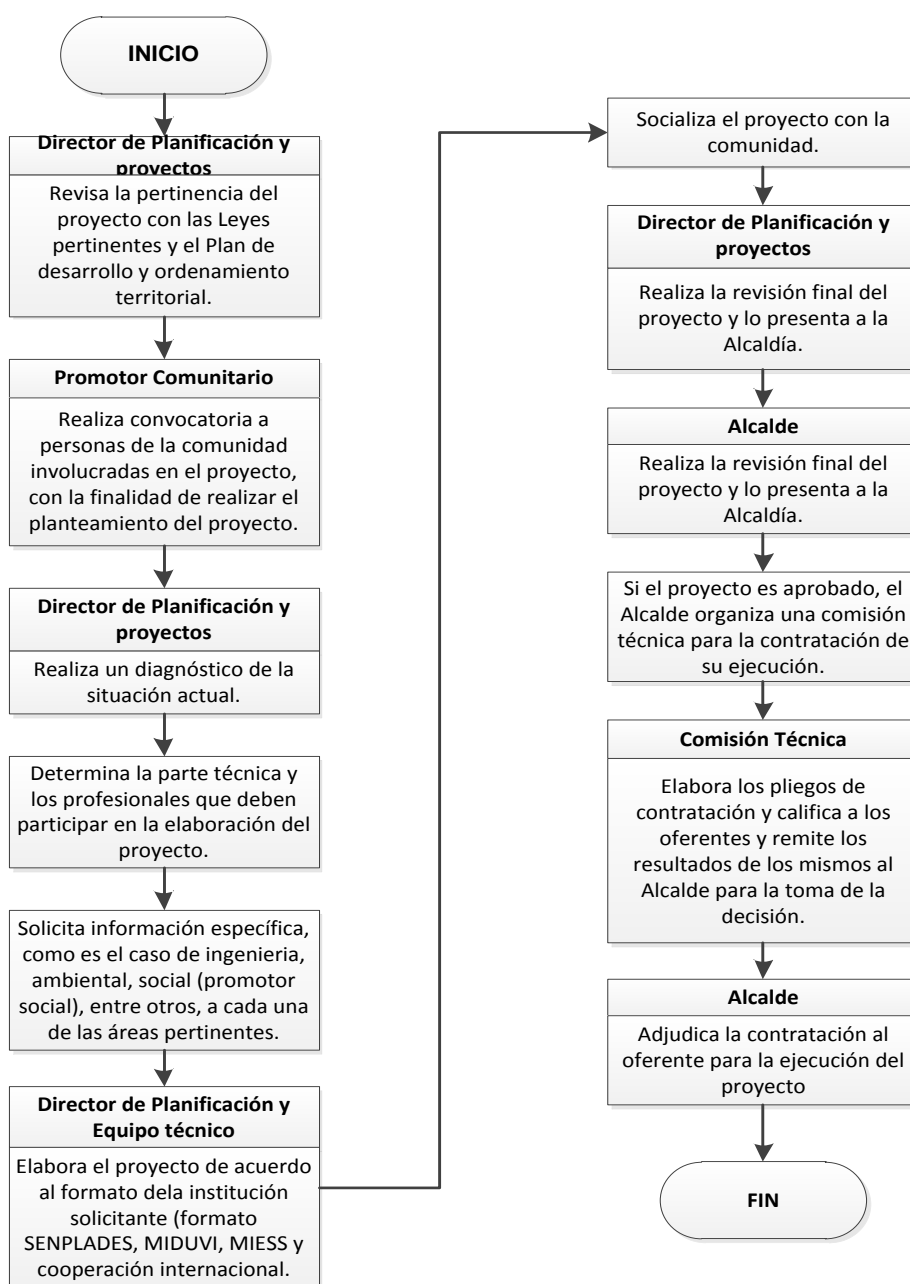 INICIO
Director de Planificación y
proyectos
Revisa la pertinencia del
proyecto con las Leyes
pertinentes y el Plan de
desarrollo y ordenamiento
territorial.
Promotor Comunitario
Realiza convocatoria a
personas de la comunidad
involucradas en el proyecto,
con la finalidad de realizar el
planteamiento del proyecto.
Director de Planificación y
proyectos
Realiza un diagnóstico de la
situación actual.
Determina la parte técnica y
los profesionales que deben
participar en la elaboración del
proyecto.
Solicita información específica,
como es el caso de ingenieria,
ambiental, social (promotor
social), entre otros, a cada una
de las áreas pertinentes.
Director de Planificación y
Equipo técnico
Elabora el proyecto de acuerdo
al formato dela institución
solicitante (formato
SENPLADES, MIDUVI, MIESS y
cooperación internacional.
Socializa el proyecto con la
comunidad.
Director de Planificación y
proyectos
Realiza la revisión final del
proyecto y lo presenta a la
Alcaldía.
Alcalde
Realiza la revisión final del
proyecto y lo presenta a la
Alcaldía.
Si el proyecto es aprobado, el
Alcalde organiza una comisión
técnica para la contratación de
su ejecución.
Comisión Técnica
Elabora los pliegos de
contratación y califica a los
oferentes y remite los
resultados de los mismos al
Alcalde para la toma de la
decisión.
Alcalde
Adjudica la contratación al
oferente para la ejecución del
proyecto
FIN